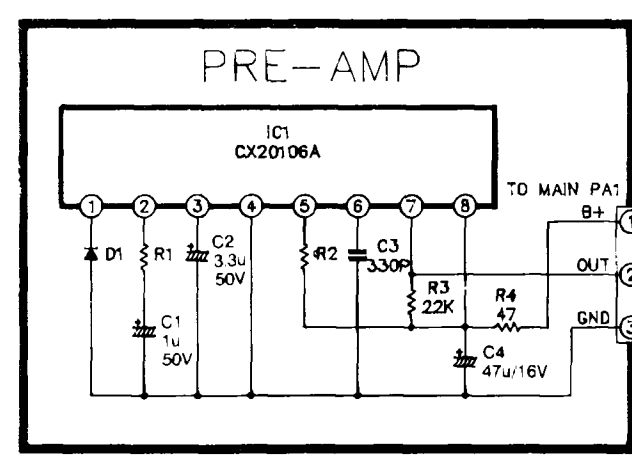 PRE-AMP
IC1
CX20106A
1 2 3 4 5 6 7 8
TO MAIN PA1
B+
1
D1
R1
C2
3.3u
50V
R2
C3
330P
OUT
2
R3
22K
R4
47
GND
3
C1
1u
50V
C4
47u/16V